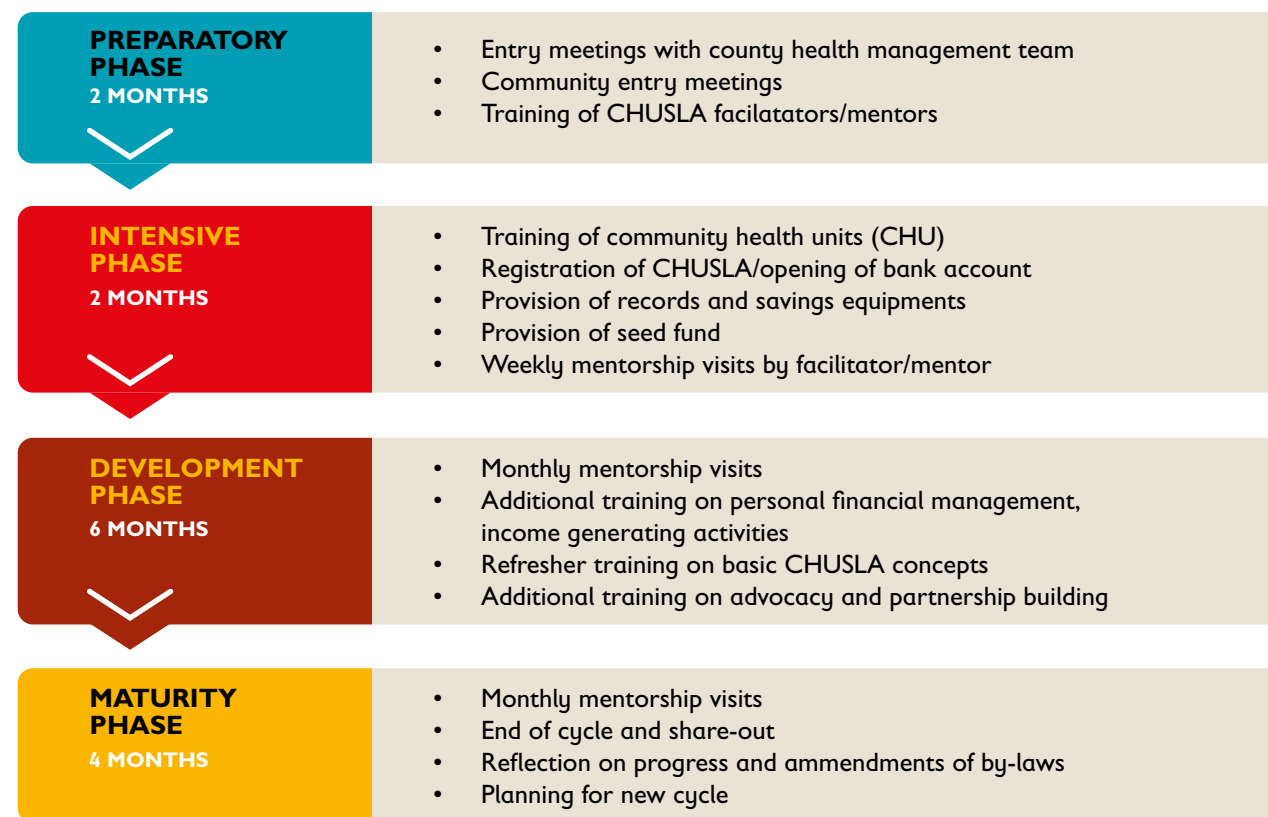 PREPARATORY
PHASE
2 MONTHS
• Entry meetings with county health management team
• Community entry meetings
• Training of CHUSLA facilatators/mentors
INTENSIVE
PHASE
2 MONTHS
• Training of community health units (CHU)
• Registration of CHUSLA/opening of bank account
• Provision of records and savings equipments
• Provision of seed fund
• Weekly mentorship visits by facilitator/mentor
DEVELOPMENT
PHASE
6 MONTHS
• Monthly mentorship visits
• Additional training on personal financial management,
income generating activities
• Refresher training on basic CHUSLA concepts
• Additional training on advocacy and partnership building
MATURITY
PHASE
4 MONTHS
• Monthly mentorship visits
• End of cycle and share-out
• Reflection on progress and ammendments of by-laws
• Planning for new cycle